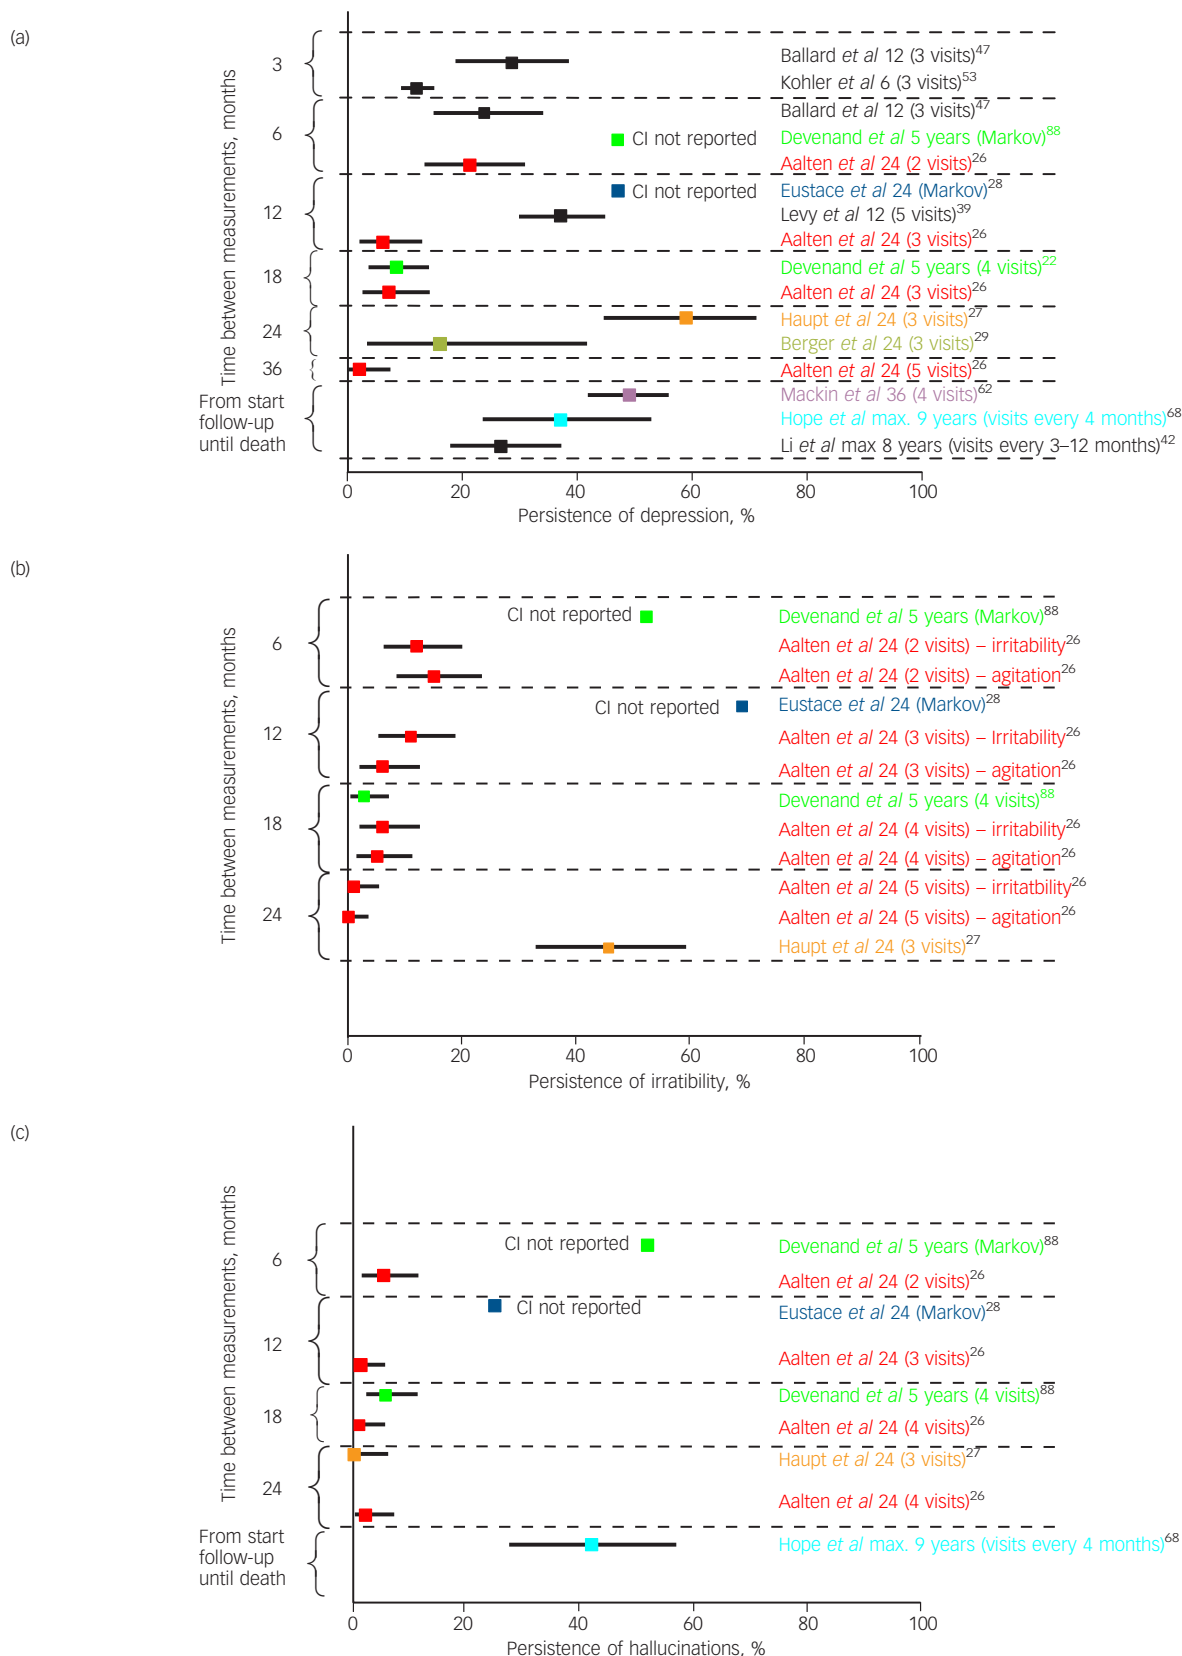 (a)
Time between measurements, months
3
Ballard et al 12 (3 visits)47
Kohler et al 6 (3 visits)53
6
Ballard et al 12 (3 visits)47
CI not reported Devenand et al 5 years (Markov)88
Aalten et al 24 (2 visits)26
12
CI not reported Eustace et al 24 (Markov)28
Levy et al 12 (5 visits)39
Aalten et al 24 (3 visits)26
18
Devenand et al 5 years (4 visits)22
Aalten et al 24 (3 visits)26
24
Haupt et al 24 (3 visits)27
Berger et al 24 (3 visits)29
36
Aalten et al 24 (5 visits)26
From start
follow-up
until death
Mackin et al 36 (4 visits)62
Hope et al max. 9 years (visits every 4 months)68
Li et al max 8 years (visits every 3–12 months)42
0 20 40 60 80 100
Persistence of depression, %
(b)
Time between measurements, months
6
CI not reported Devenand et al 5 years (Markov)88
Aalten et al 24 (2 visits) – irritability26
Aalten et al 24 (2 visits) – agitation26
12
CI not reported Eustace et al 24 (Markov)28
Aalten et al 24 (3 visits) – Irritability26
Aalten et al 24 (3 visits) – agitation26
18
Devenand et al 5 years (4 visits)88
Aalten et al 24 (4 visits) – irritability26
Aalten et al 24 (4 visits) – agitation26
24
Aalten et al 24 (5 visits) – irritatbility26
Aalten et al 24 (5 visits) – agitation26
Haupt et al 24 (3 visits)27
0 20 40 60 80 100
Persistence of irratibility, %
(c)
Time between measurements, months
6
CI not reported Devenand et al 5 years (Markov)88
Aalten et al 24 (2 visits)26
12
CI not reported Eustace et al 24 (Markov)28
Aalten et al 24 (3 visits)26
18
Devenand et al 5 years (4 visits)88
Aalten et al 24 (4 visits)26
24
Haupt et al 24 (3 visits)27
Aalten et al 24 (4 visits)26
From start
follow-up
until death
Hope et al max. 9 years (visits every 4 months)68
0 20 40 60 80 100
Persistence of hallucinations, %